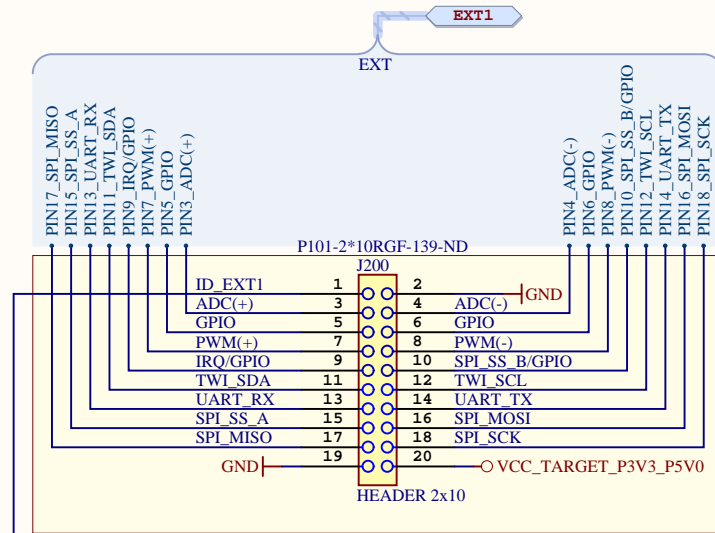 EXT1
EXT
PIN17_SPI_MISO
PIN15_SPI_SS_A
PIN13_UART_RX
PIN11_TWI_SDA
PIN9_IRQ/GPIO
PIN7_PWM(+)
PIN5_GPIO
PIN3_ADC(+)
PIN4_ADC(-)
PIN6_GPIO
PIN8_PWM(-)
PIN10_SPI_SS_B/GPIO
PIN12_TWI_SCL
PIN14_UART_TX
PIN16_SPI_MOSI
PIN18_SPI_SCK
P101-2*10RGF-139-ND
J200
ID_EXT1 1 2 GND
ADC(+) 3 4 ADC(-)
GPIO 5 6 GPIO
PWM(+) 7 8 PWM(-)
IRQ/GPIO 9 10 SPI_SS_B/GPIO
TWI_SDA 11 12 TWI_SCL
UART_RX 13 14 UART_TX
SPI_SS_A 15 16 SPI_MOSI
SPI_MISO 17 18 SPI_SCK
GND 19 20 VCC_TARGET_P3V3_P5V0
HEADER 2x10